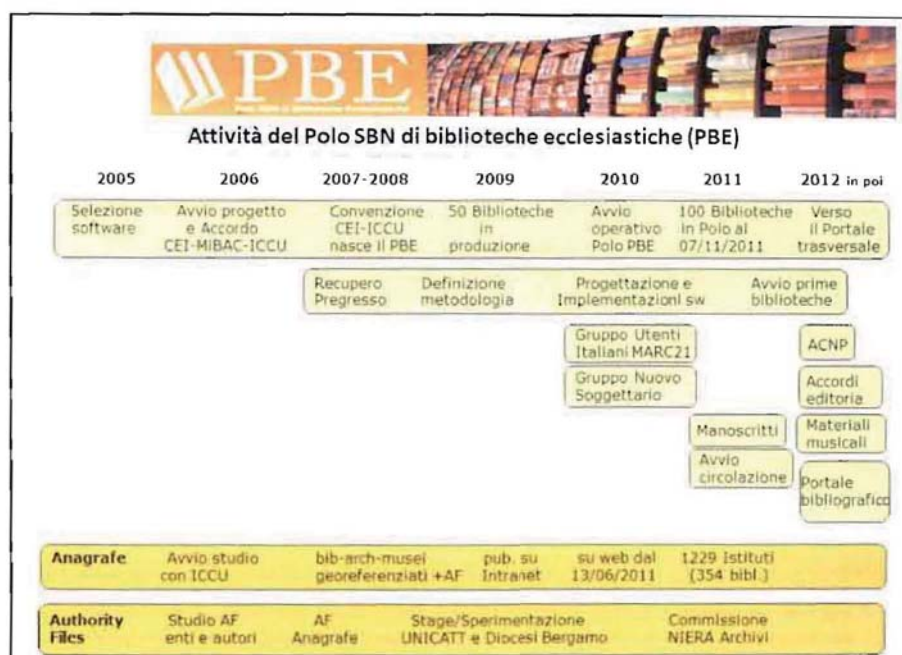 PBE
Attività del Polo SBN di biblioteche ecclesiastiche (PBE)
2005 2006 2007-2008 2009 2010 2011 2012 in poi
Selezione Avvio progetto Convenzione 50 Biblioteche Avvio 100 Biblioteche Verso
software e Accordo CEI-ICCU in operativo in Polo al il Portale
CEI-MiBAC-ICCU nasce il PBE produzione Polo PBE 07/11/2011 trasversale
Recupero Definizione Progettazione e Avvio prime
Pregresso metodologia Implementazioni sw biblioteche
Gruppo Utenti
Italiani MARC21
ACNP
Gruppo Nuovo
Soggettario
Accordi
editoria
Manoscritti
Materiali
musicali
Avvio
circolazione
Portale
bibliografico
Anagrafe Avvio studio bib-arch-musei pub. su su web dal 1229 Istituti
con ICCU georeferenziati +AF Intranet 13/06/2011 (354 bibl.)
Authority Studio AF AF Stage/Sperimentazione Commissione
Files enti e autori Anagrafe UNICATT e Diocesi Bergamo NIERA Archivi